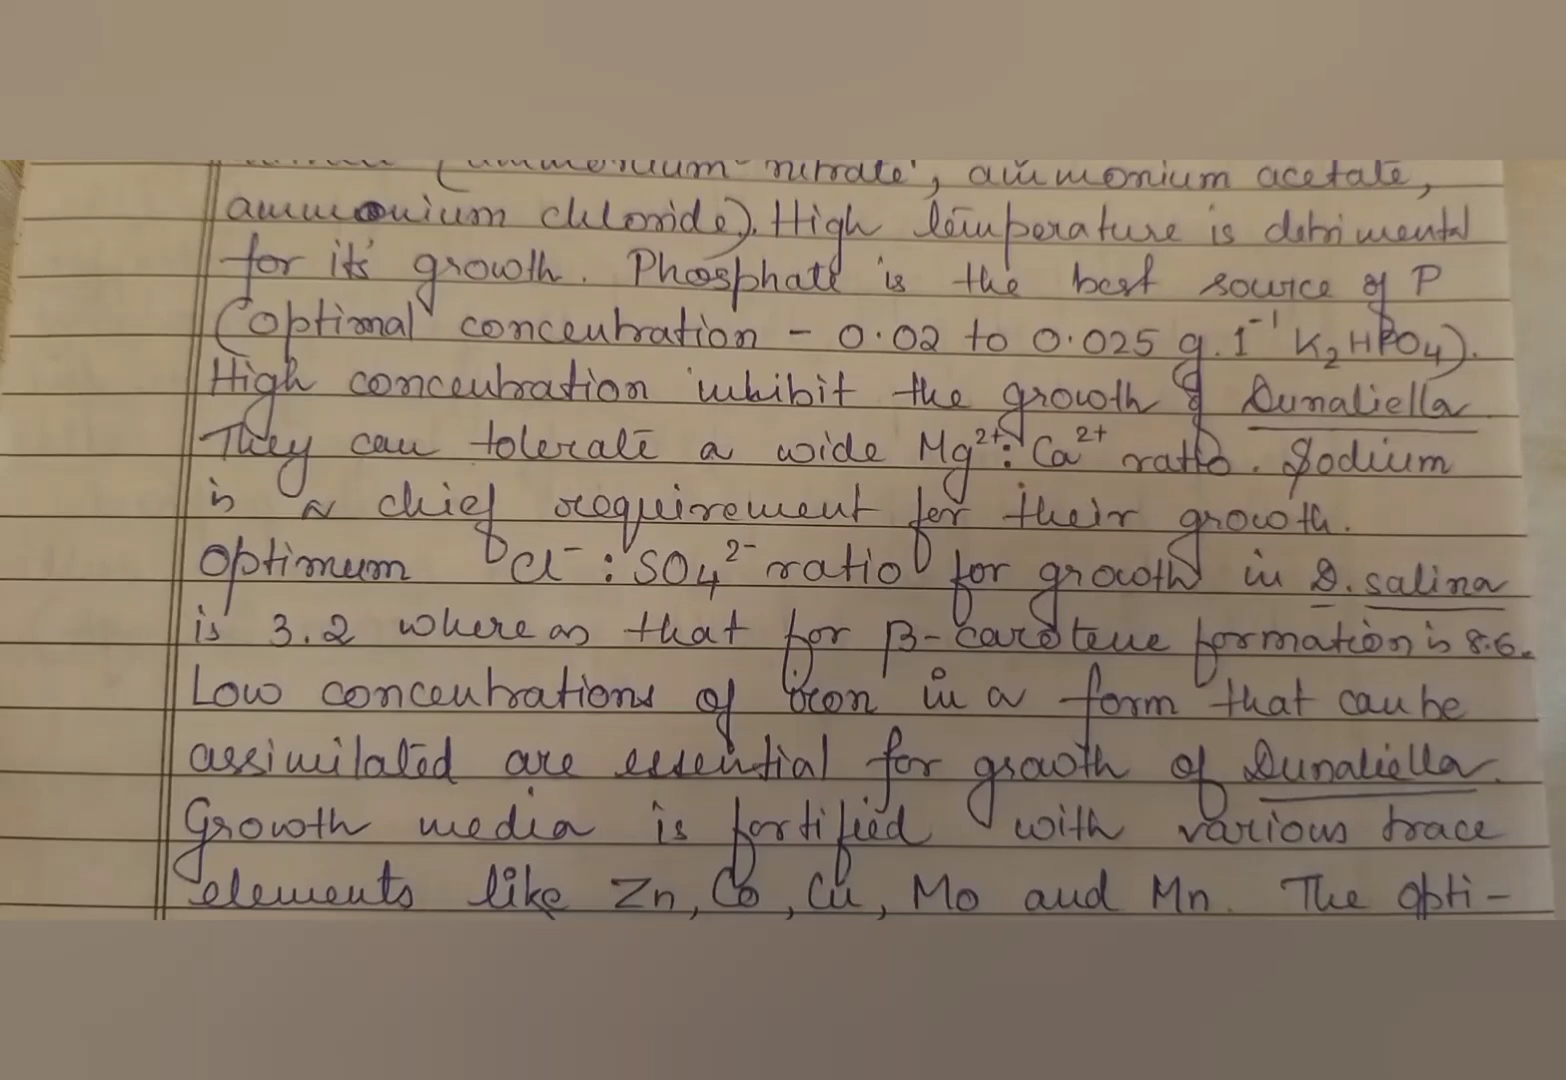 (ammonium nitrate, ammonium acetate,
ammonium chloride). High temperature is detrimental
for its growth. Phosphate is the best source of P
(optimal concentration - 0.02 to 0.025 g. l⁻¹ K₂HPO₄).
High concentration inhibit the growth of Dunaliella
They can tolerate a wide Mg²⁺: Ca²⁺ ratio. Sodium
is a chief requirement for their growth.
Optimum Cl⁻ : SO₄²⁻ ratio for growth in D. salina
is 3.2 where as that for β-carotene formation is 8.6.
Low concentrations of iron in a form that can be
assimilated are essential for growth of Dunaliella.
Growth media is fortified with various trace
elements like Zn, Co, Cu, Mo and Mn. The opti-